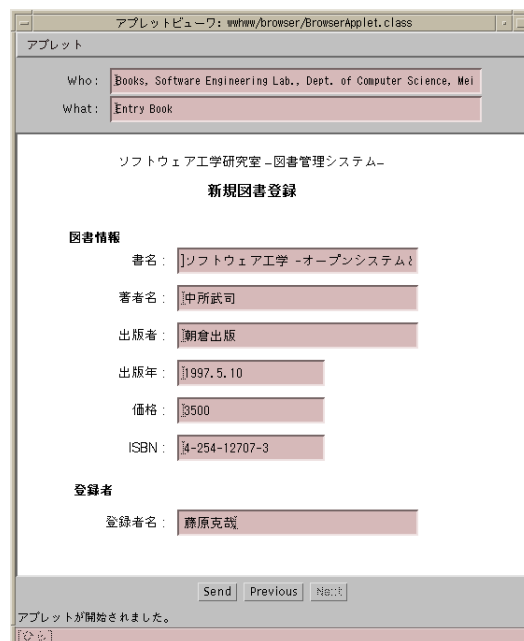 アプレットビューワ: wwhww/browser/BrowserApplet.class
アプレット
Who: Books, Software Engineering Lab., Dept. of Computer Science, Mei
What: Entry Book
ソフトウェア工学研究室 –図書管理システム–
新規図書登録
図書情報
書名: ソフトウェア工学 -オープンシステムと
著者名: 中所武司
出版者: 朝倉出版
出版年: 1997.5.10
価格: 3500
ISBN: 4-254-12707-3
登録者
登録者名: 藤原克哉
Send Previous Next
アプレットが開始されました。
[ひら]